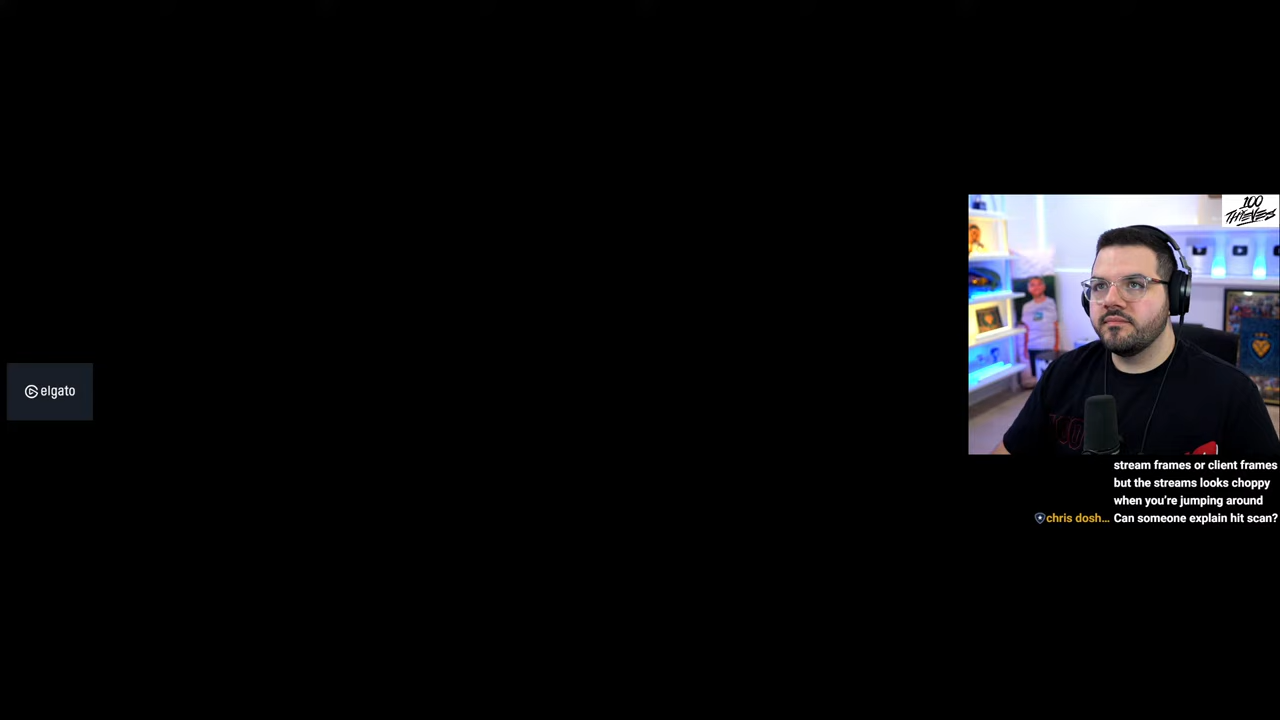 100
THIEVES
elgato
stream frames or client frames
but the streams looks choppy
when you're jumping around
chris dosh… Can someone explain hit scan?